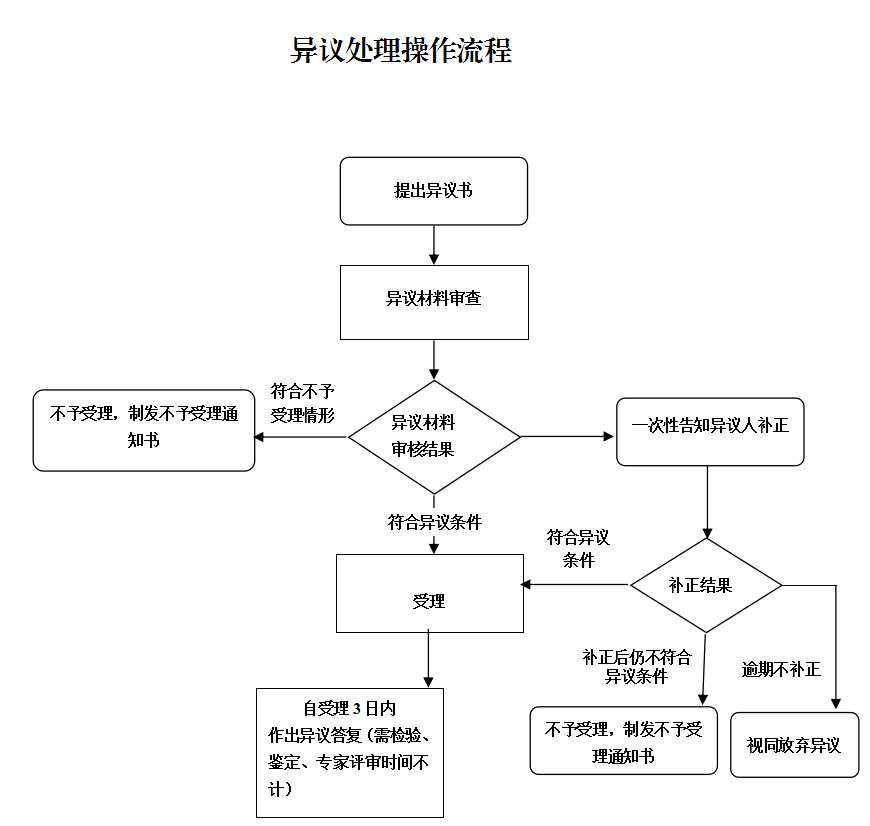 异议处理操作流程
提出异议书
异议材料审查
符合不予
受理情形
不予受理，制发不予受理通
知书
异议材料
审核结果
一次性告知异议人补正
符合异议条件
符合异议
条件
补正结果
受理
补正后仍不符合
异议条件
逾期不补正
自受理 3 日内
作出异议答复（需检验、
鉴定、专家评审时间不
计）
不予受理，制发不予受
理通知书
视同放弃异议